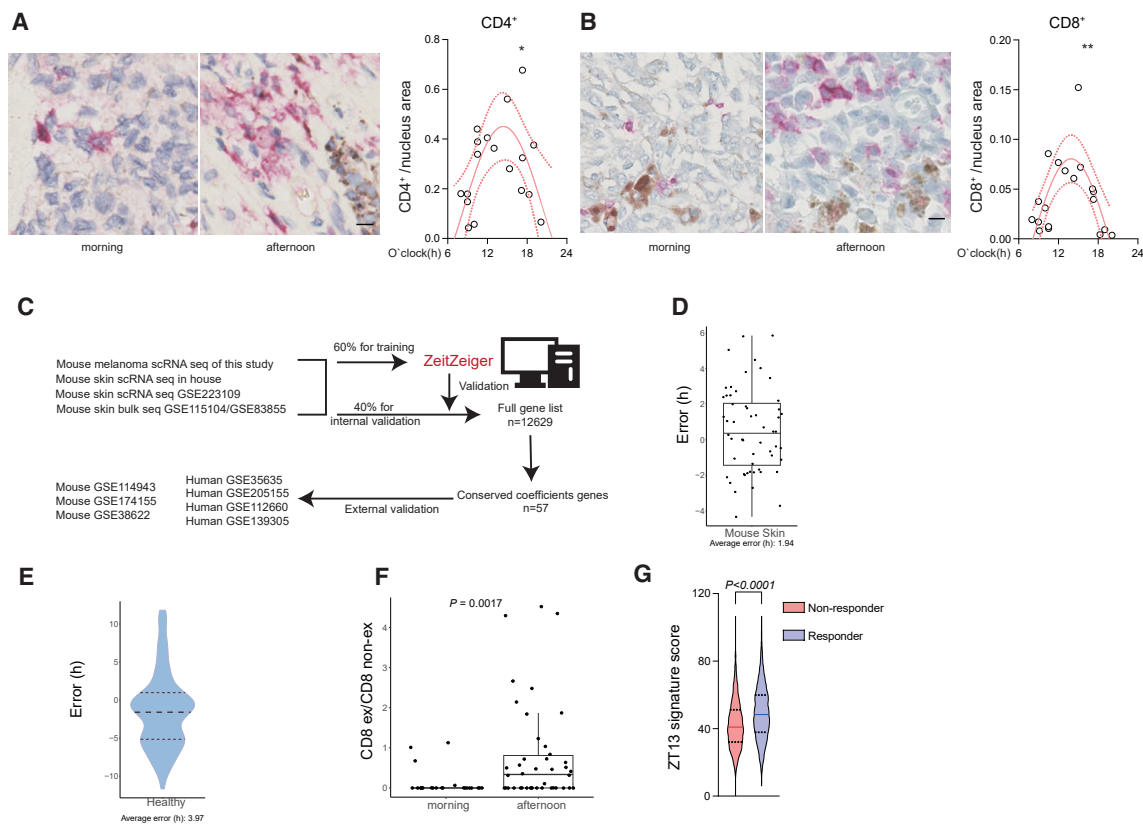 A
CD4⁺
0.8
0.6
0.4
0.2
0.0
CD4⁺ /nucleus area
*
morning
afternoon
O`clock(h)
6 12 18 24
B
CD8⁺
0.20
0.15
0.10
0.05
0.00
CD8⁺ /nucleus area
**
morning
afternoon
O`clock(h)
6 12 18 24
C
Mouse melanoma scRNA seq of this study
Mouse skin scRNA seq in house
Mouse skin scRNA seq GSE223109
Mouse skin bulk seq GSE115104/GSE83855
60% for training
ZeitZeiger
Validation
40% for
internal validation
Full gene list
n=12629
Conserved coefficients genes
n=57
External validation
Mouse GSE114943
Mouse GSE174155
Mouse GSE38622
Human GSE35635
Human GSE205155
Human GSE112660
Human GSE139305
D
Error (h)
6
4
2
0
−2
−4
Mouse Skin
Average error (h): 1.94
E
Error (h)
10
5
0
−5
−10
Healthy
Average error (h): 3.97
F
P = 0.0017
CD8 ex/CD8 non-ex
4
3
2
1
0
morning
afternoon
G
P<0.0001
ZT13 signature score
120
80
40
0
Non-responder
Responder